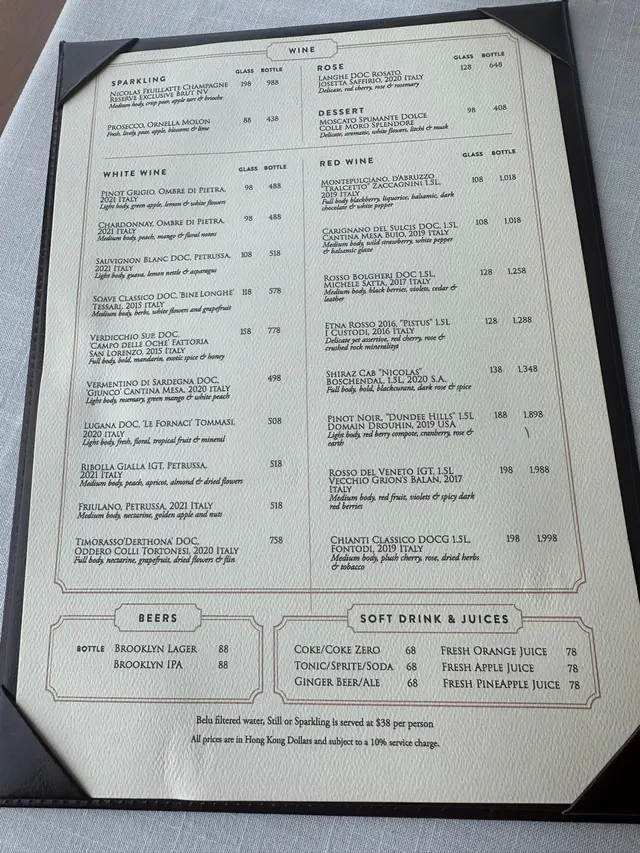 WINE
SPARKLING
GLASS BOTTLE
NICOLAS FEUILLATTE CHAMPAGNE 198 988
RESERVE EXCLUSIVE BRUT NV
Medium body, crisp pear, apple tart & brioche
PROSECCO, ORNELLA MOLON 88 438
Fresh, lively, pear, apple, blossoms & lime
ROSE
GLASS BOTTLE
LANGHE DOC ROSATO, 128 648
JOSETTA SAFFIRIO, 2020 ITALY
Delicate, red cherry, rose & rosemary
DESSERT
MOSCATO SPUMANTE DOLCE 98 408
COLLE MORO SPLENDORE
Delicate, aromatic, white flowers, litchi & musk
WHITE WINE
GLASS BOTTLE
PINOT GRIGIO, OMBRE DI PIETRA, 98 488
2021 ITALY
Light body, green apple, lemon & white flowers
CHARDONNAY, OMBRE DI PIETRA, 98 488
2021 ITALY
Medium body, peach, mango & floral notes
SAUVIGNON BLANC DOC, PETRUSSA, 108 518
2021 ITALY
Light body, guava, lemon nettle & asparagus
SOAVE CLASSICO DOC, 'BINE LONGHE' 118 578
TESSARI, 2015 ITALY
Medium body, herbs, white flowers and grapefruit
VERDICCHIO SUP. DOC, 158 778
'CAMPO DELLE OCHE' FATTORIA
SAN LORENZO, 2015 ITALY
Full body, bold, mandarin, exotic spice & honey
VERMENTINO DI SARDEGNA DOC, 498
'GIUNCO' CANTINA MESA, 2020 ITALY
Light body, rosemary, green mango & white peach
LUGANA DOC, 'LE FORNACI' TOMMASI, 508
2020 ITALY
Light body, fresh, floral, tropical fruit & mineral
RIBOLLA GIALLA IGT, PETRUSSA, 518
2021 ITALY
Medium body, peach, apricot, almond & dried flowers
FRIULANO, PETRUSSA, 2021 ITALY 518
Medium body, nectarine, golden apple and nuts
TIMORASSO'DERTHONA' DOC, 758
ODDERO COLLI TORTONESI, 2020 ITALY
Full body, nectarine, grapefruit, dried flowers & flin
RED WINE
GLASS BOTTLE
MONTEPULCIANO, D'ABRUZZO 108 1,018
"TRALCETTO" ZACCAGNINI 1.5L,
2019 ITALY
Full body blackberry, liquorice, balsamic, dark
chocolate & white pepper
CARIGNANO DEL SULCIS DOC, 1.5L 108 1,018
CANTINA MESA BUIO, 2019 ITALY
Medium body, wild strawberry, white pepper
& balsamic glaze
ROSSO BOLGHERI DOC 1.5L, 128 1,258
MICHELE SATTA, 2017 ITALY
Medium body, black berries, violets, cedar &
leather
ETNA ROSSO 2016, "PISTUS" 1.5L 128 1,288
I CUSTODI, 2016 ITALY
Delicate yet assertive, red cherry, rose &
crushed rock minerality
SHIRAZ CAB "NICOLAS" 138 1,348
BOSCHENDAL, 1.5L, 2020 S.A.
Full body, bold, blackcurant, dark rose & spice
PINOT NOIR, "DUNDEE HILLS" 1.5L 188 1,898
DOMAIN DROUHIN, 2019 USA
Light body, red berry compote, cranberry, rose &
earth
ROSSO DEL VENETO IGT, 1.5L 198 1,988
VECCHIO GRION'S BALAN, 2017
ITALY
Medium body, red fruit, violets & spicy dark
red berries
CHIANTI CLASSICO DOCG 1.5L, 198 1,998
FONTODI, 2019 ITALY
Medium body, plush cherry, rose, dried herbs
& tobacco
BEERS
BOTTLE BROOKLYN LAGER 88
BROOKLYN IPA 88
SOFT DRINK & JUICES
COKE/COKE ZERO 68 FRESH ORANGE JUICE 78
TONIC/SPRITE/SODA 68 FRESH APPLE JUICE 78
GINGER BEER/ALE 68 FRESH PINEAPPLE JUICE 78
Belu filtered water, Still or Sparkling is served at $38 per person
All prices are in Hong Kong Dollars and subject to a 10% service charge.